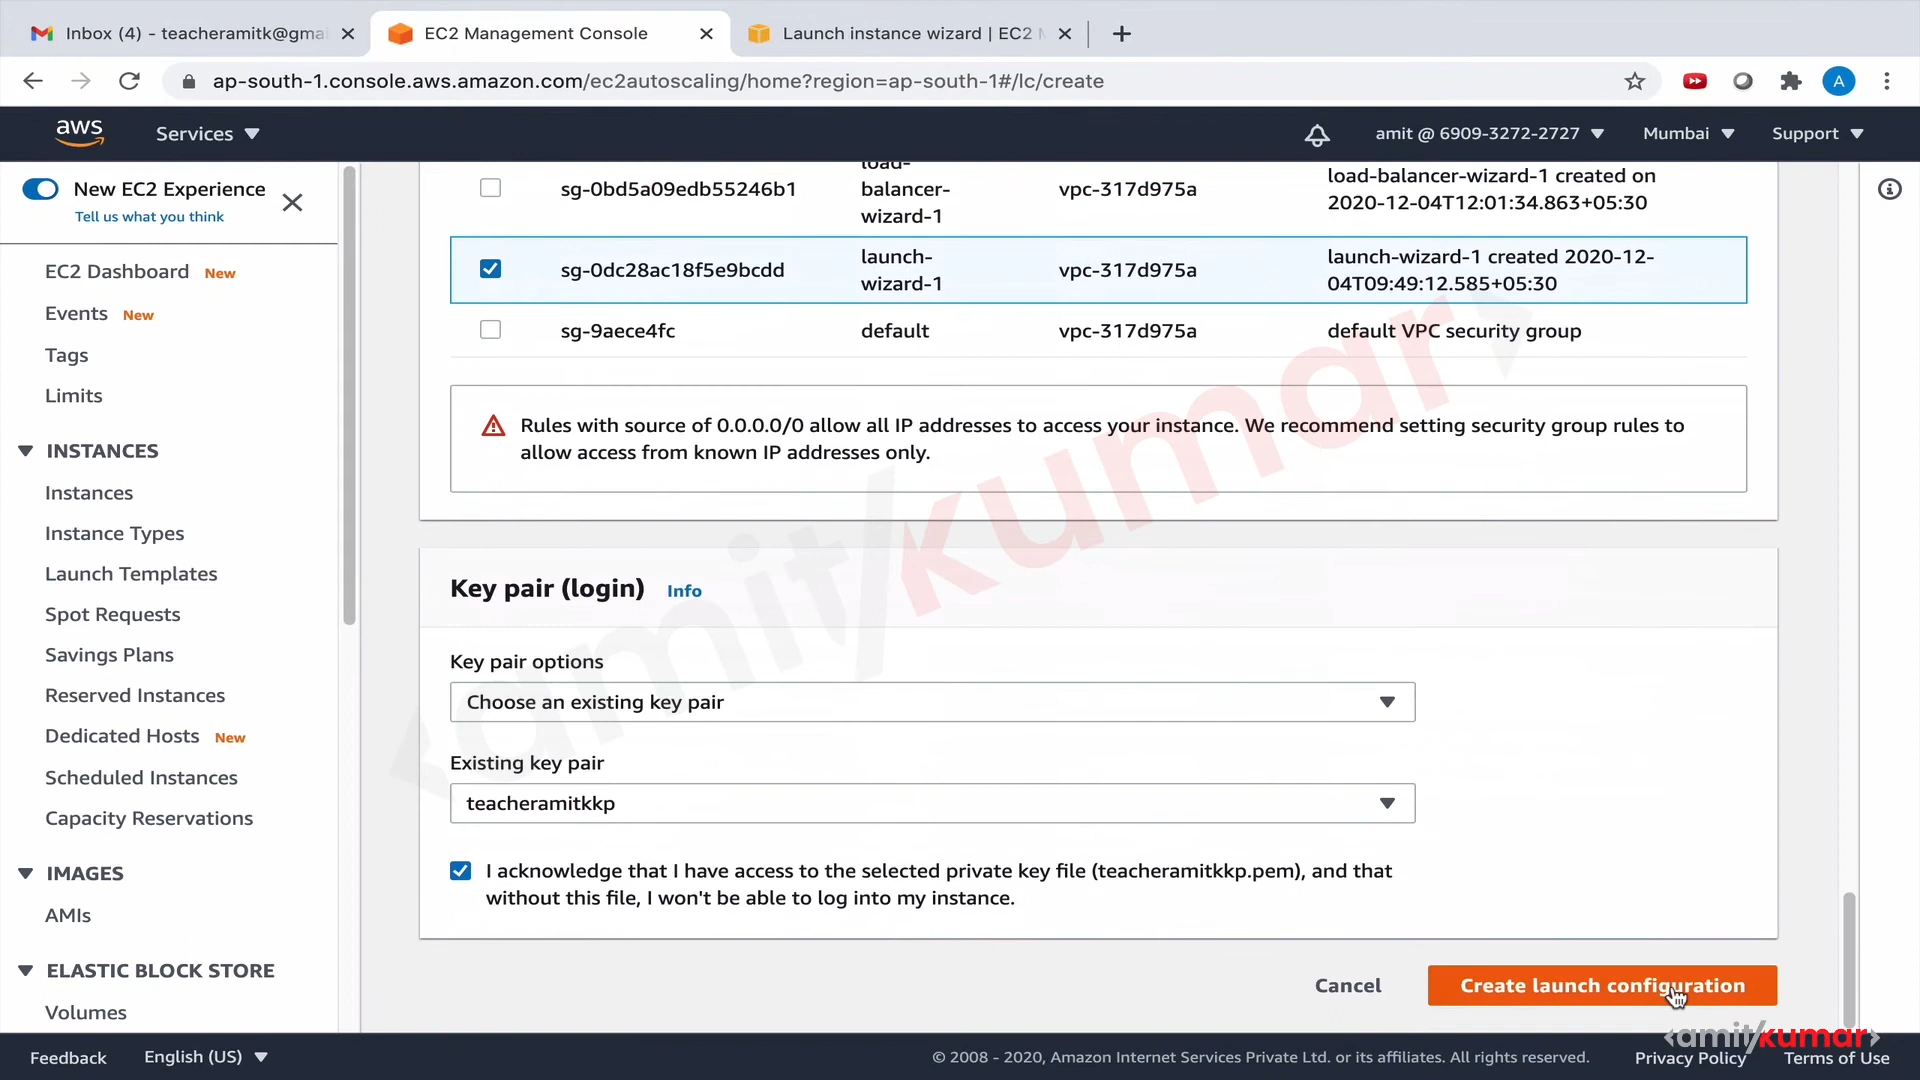 Inbox (4) - teacheramitk@gmai
EC2 Management Console
Launch instance wizard | EC2 M
ap-south-1.console.aws.amazon.com/ec2autoscaling/home?region=ap-south-1#/lc/create
A
aws
Services
amit @ 6909-3272-2727
Mumbai
Support
New EC2 Experience
Tell us what you think
EC2 Dashboard New
Events New
Tags
Limits
INSTANCES
Instances
Instance Types
Launch Templates
Spot Requests
Savings Plans
Reserved Instances
Dedicated Hosts New
Scheduled Instances
Capacity Reservations
IMAGES
AMIs
ELASTIC BLOCK STORE
Volumes
sg-0bd5a09edb55246b1
load-
balancer-
wizard-1
vpc-317d975a
load-balancer-wizard-1 created on
2020-12-04T12:01:34.863+05:30
sg-0dc28ac18f5e9bcdd
launch-
wizard-1
vpc-317d975a
launch-wizard-1 created 2020-12-
04T09:49:12.585+05:30
sg-9aece4fc
default
vpc-317d975a
default VPC security group
Rules with source of 0.0.0.0/0 allow all IP addresses to access your instance. We recommend setting security group rules to
allow access from known IP addresses only.
Key pair (login) Info
Key pair options
Choose an existing key pair
Existing key pair
teacheramitkkp
I acknowledge that I have access to the selected private key file (teacheramitkkp.pem), and that
without this file, I won't be able to log into my instance.
Cancel
Create launch configuration
<amit/kumar>
<amit/kumar>
Feedback
English (US)
© 2008 - 2020, Amazon Internet Services Private Ltd. or its affiliates. All rights reserved.
Privacy Policy
Terms of Use